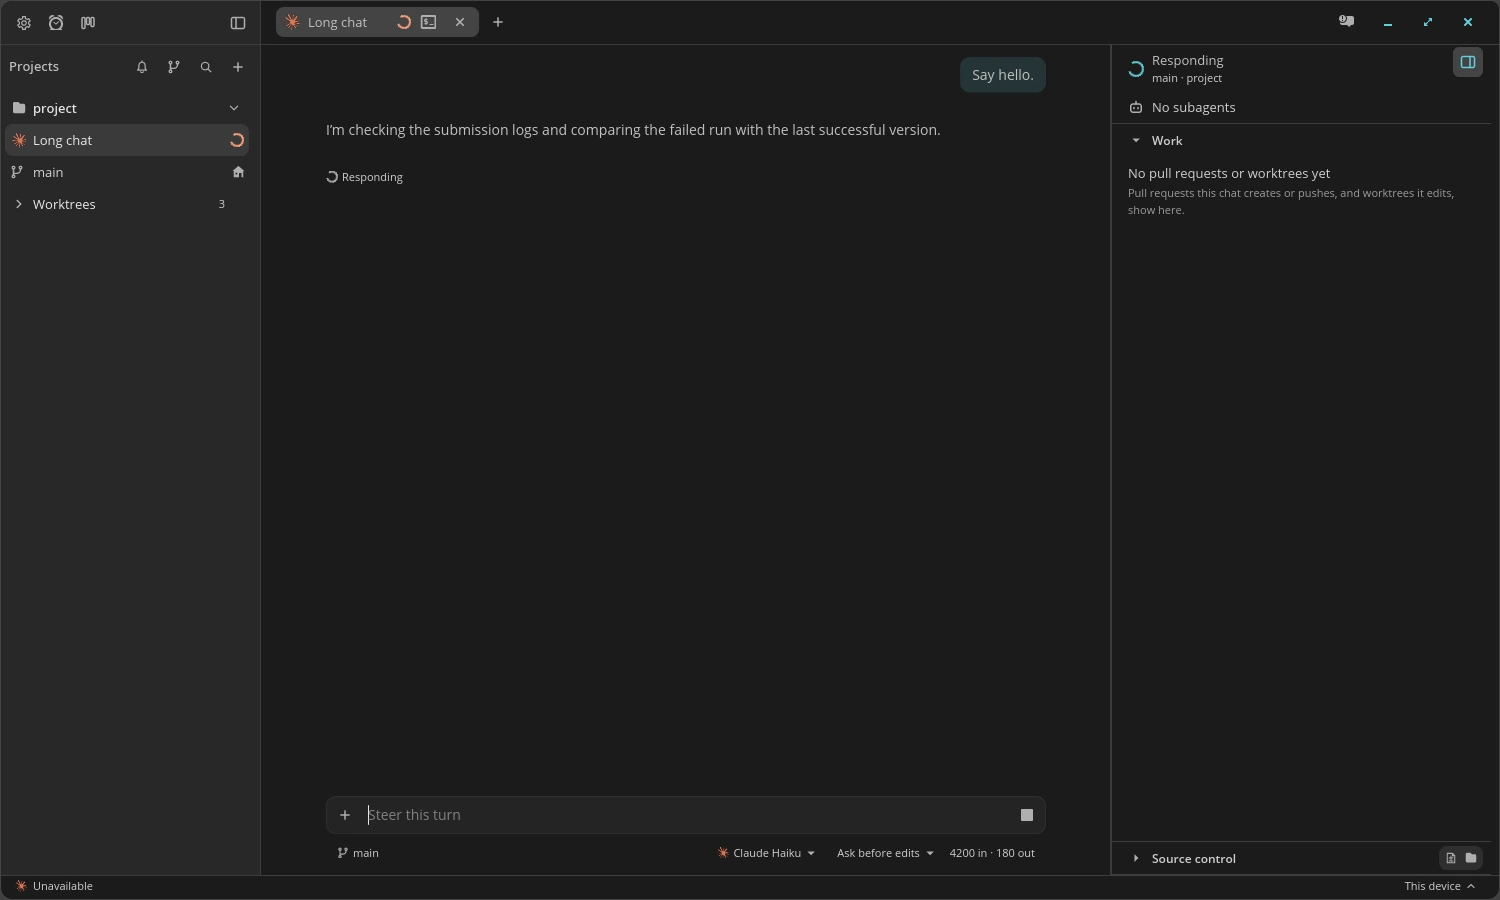 Long chat
Projects
project
Long chat
main
Worktrees
3
Say hello.
I'm checking the submission logs and comparing the failed run with the last successful version.
Responding
Steer this turn
main
Claude Haiku
Ask before edits
4200 in · 180 out
Responding
main · project
No subagents
Work
No pull requests or worktrees yet
Pull requests this chat creates or pushes, and worktrees it edits,
show here.
Source control
Unavailable
This device